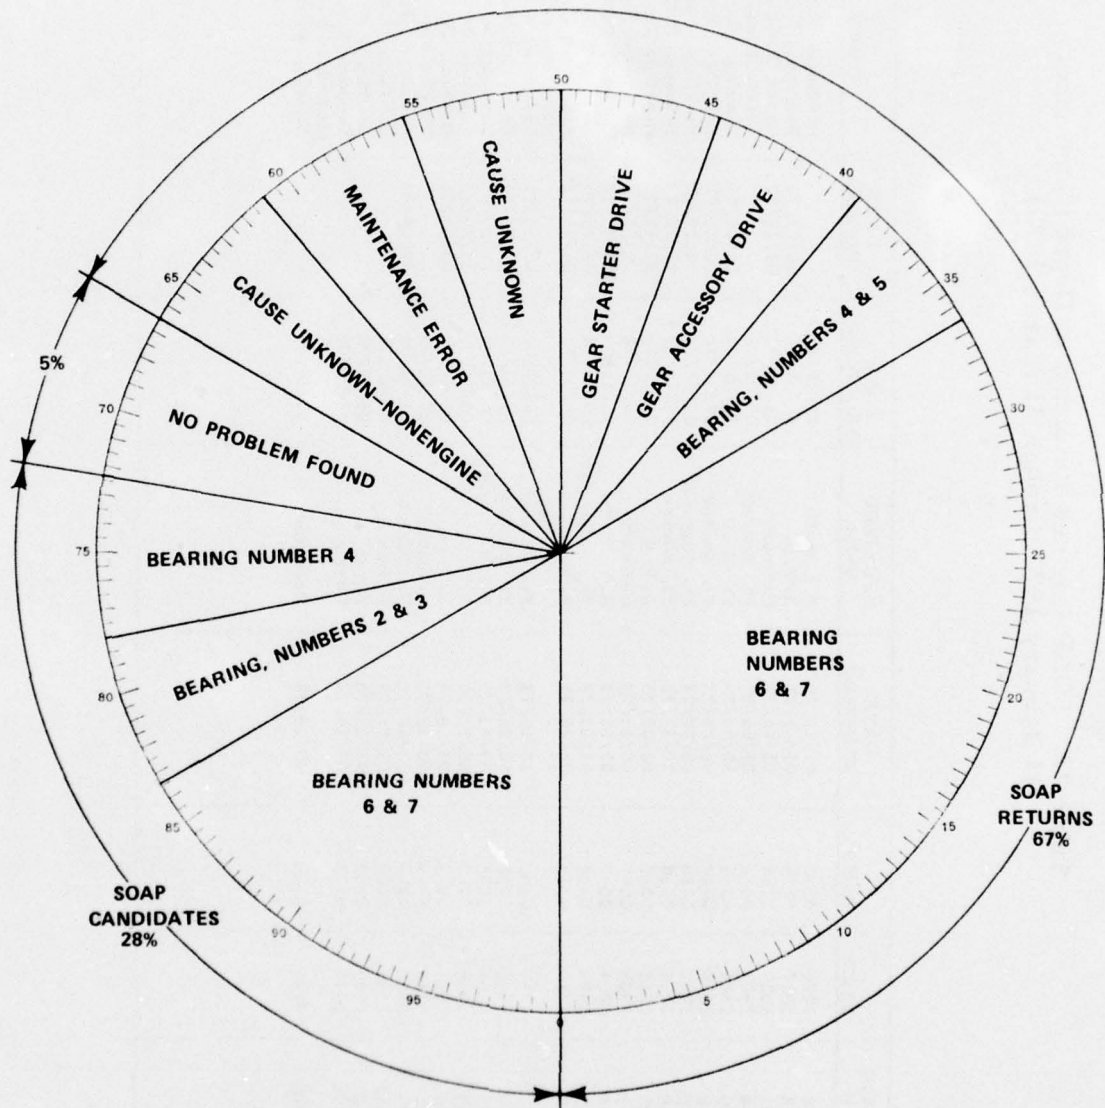 50
55
45
60
40
65
35
70
30
75
25
80
20
85
15
90
10
95
5
0
CAUSE UNKNOWN
GEAR STARTER DRIVE
MAINTENANCE ERROR
GEAR ACCESSORY DRIVE
CAUSE UNKNOWN—NONENGINE
BEARING, NUMBERS 4 & 5
5%
NO PROBLEM FOUND
BEARING NUMBER 4
BEARING, NUMBERS 2 & 3
BEARING
NUMBERS
6 & 7
BEARING NUMBERS
6 & 7
SOAP
RETURNS
67%
SOAP
CANDIDATES
28%